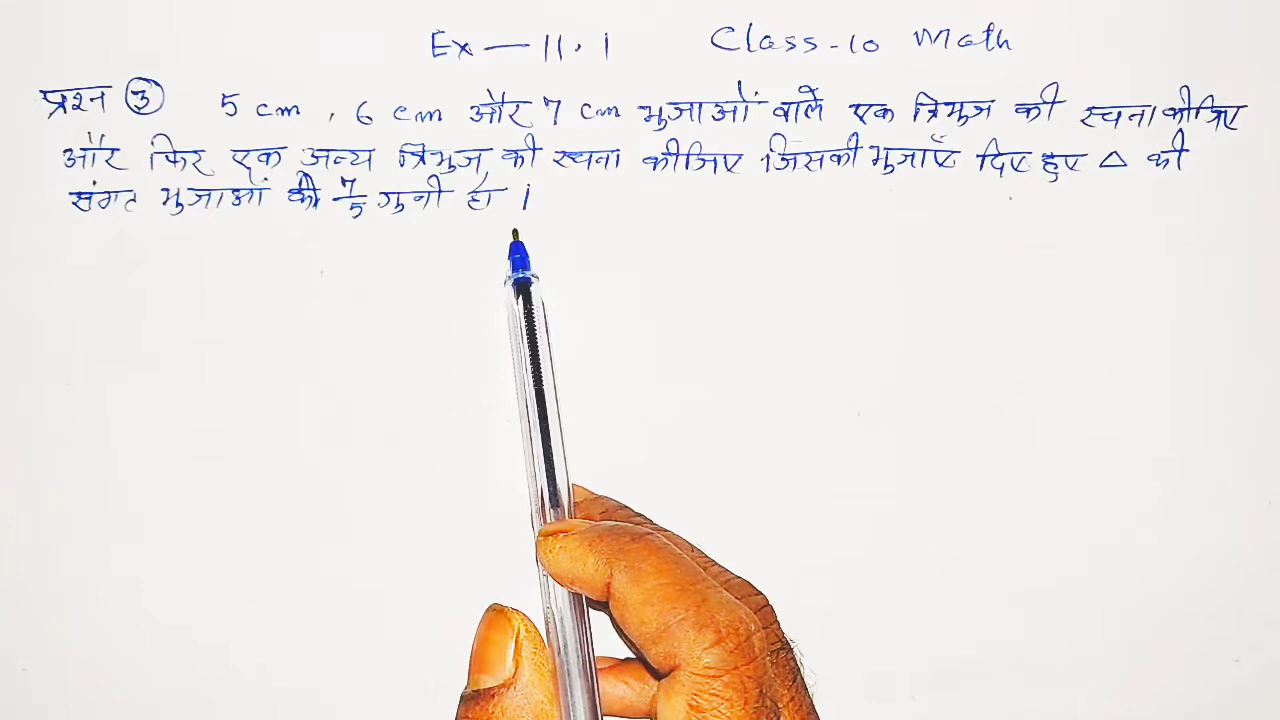 Ex — 11.1 Class-10 Math
प्रश्न ③ 5 cm, 6 cm और 7 cm भुजाओं वाले एक त्रिभुज की रचना कीजिए
और फिर एक अन्य त्रिभुज की रचना कीजिए जिसकी भुजाएँ दिए हुए △ की
संगत भुजाओं की 7/5 गुनी हों ।